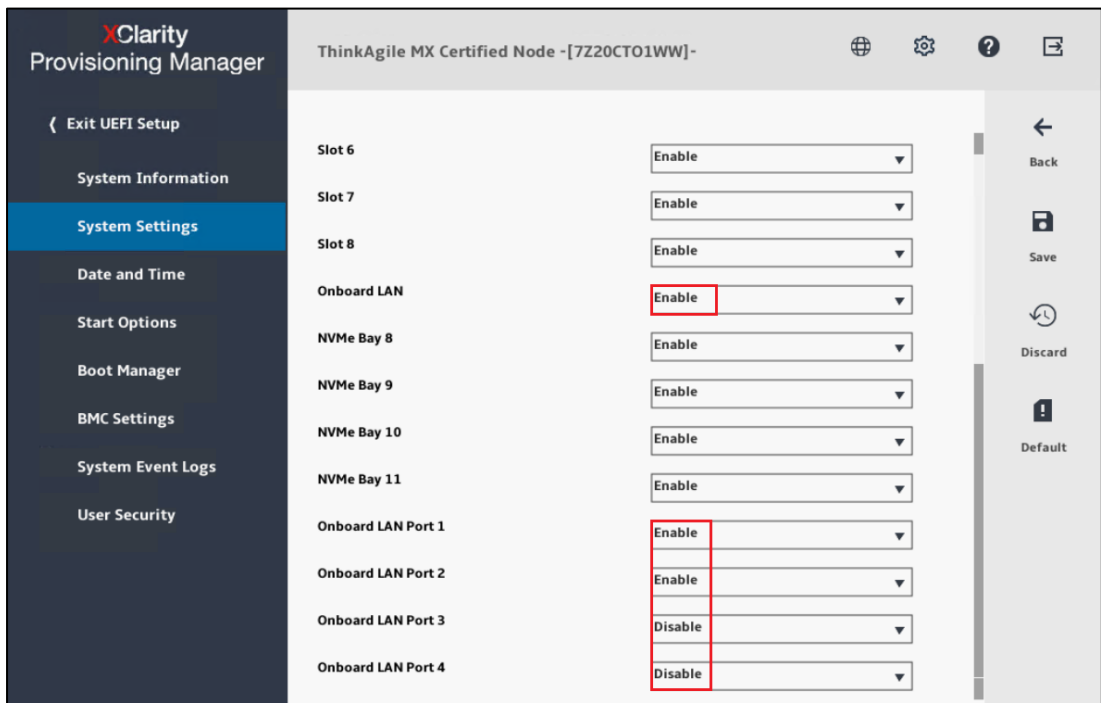 XClarity
Provisioning Manager
ThinkAgile MX Certified Node -[7Z20CTO1WW]-
Exit UEFI Setup
System Information
System Settings
Date and Time
Start Options
Boot Manager
BMC Settings
System Event Logs
User Security
Slot 6 Enable
Slot 7 Enable
Slot 8 Enable
Onboard LAN Enable
NVMe Bay 8 Enable
NVMe Bay 9 Enable
NVMe Bay 10 Enable
NVMe Bay 11 Enable
Onboard LAN Port 1 Enable
Onboard LAN Port 2 Enable
Onboard LAN Port 3 Disable
Onboard LAN Port 4 Disable
Back
Save
Discard
Default